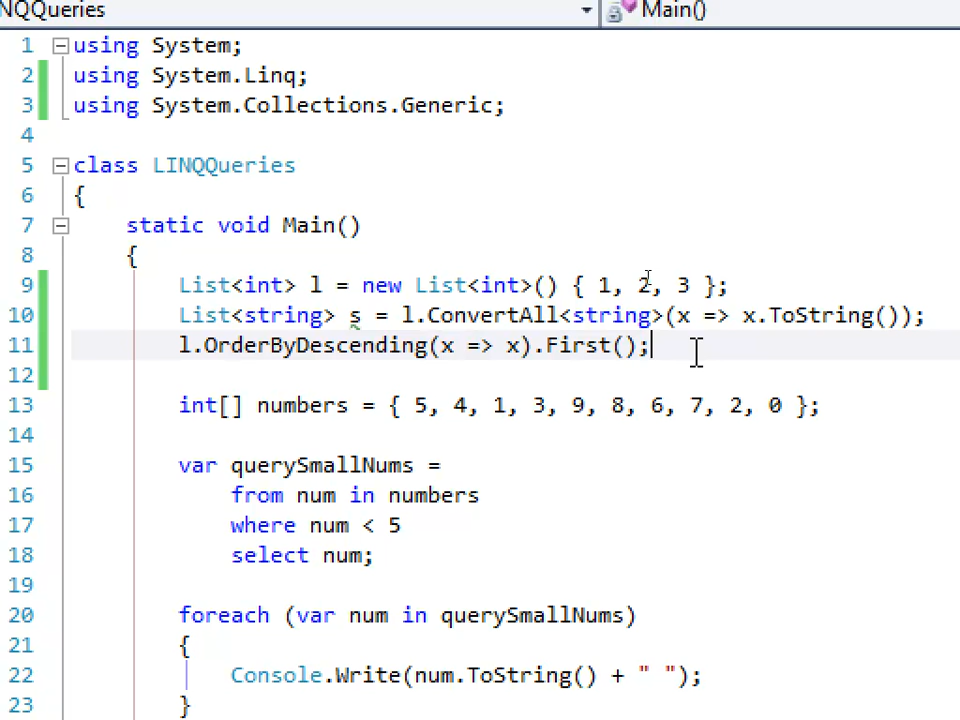 NQQueries Main()
1 using System;
2 using System.Linq;
3 using System.Collections.Generic;
4
5 class LINQQueries
6 {
7 static void Main()
8 {
9 List<int> l = new List<int>() { 1, 2, 3 };
10 List<string> s = l.ConvertAll<string>(x => x.ToString());
11 l.OrderByDescending(x => x).First();
12
13 int[] numbers = { 5, 4, 1, 3, 9, 8, 6, 7, 2, 0 };
14
15 var querySmallNums =
16 from num in numbers
17 where num < 5
18 select num;
19
20 foreach (var num in querySmallNums)
21 {
22 Console.Write(num.ToString() + " ");
23 }